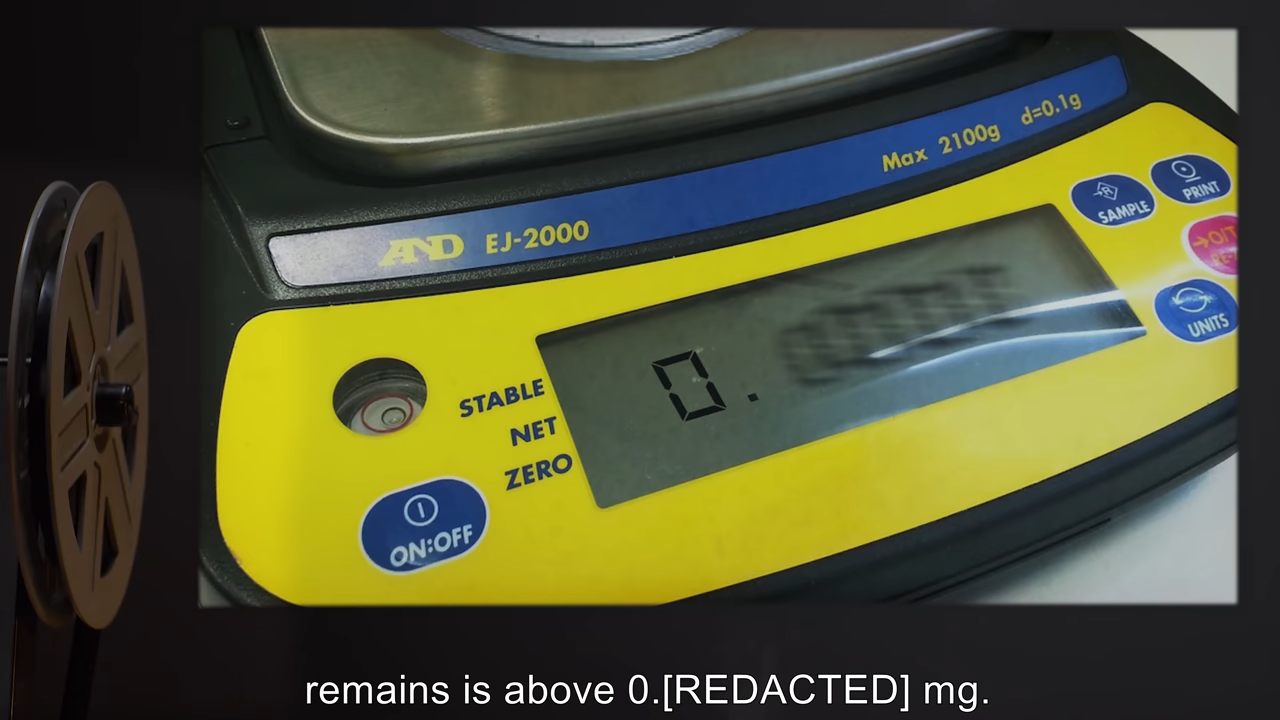 Max 2100g d=0.1g
AND EJ-2000
SAMPLE
PRINT
UNITS
STABLE
NET
ZERO
0.
ON:OFF
remains is above 0.[REDACTED] mg.